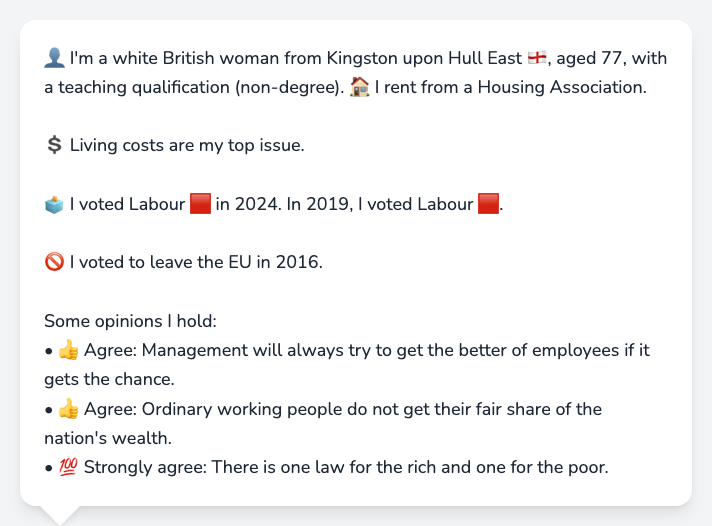 👤 I'm a white British woman from Kingston upon Hull East 🏴󠁧󠁢󠁥󠁮󠁧󠁿, aged 77, with
a teaching qualification (non-degree). 🏠 I rent from a Housing Association.
💲 Living costs are my top issue.
🗳️ I voted Labour 🟥 in 2024. In 2019, I voted Labour 🟥.
🚫 I voted to leave the EU in 2016.
Some opinions I hold:
• 👍 Agree: Management will always try to get the better of employees if it
gets the chance.
• 👍 Agree: Ordinary working people do not get their fair share of the
nation's wealth.
• 💯 Strongly agree: There is one law for the rich and one for the poor.